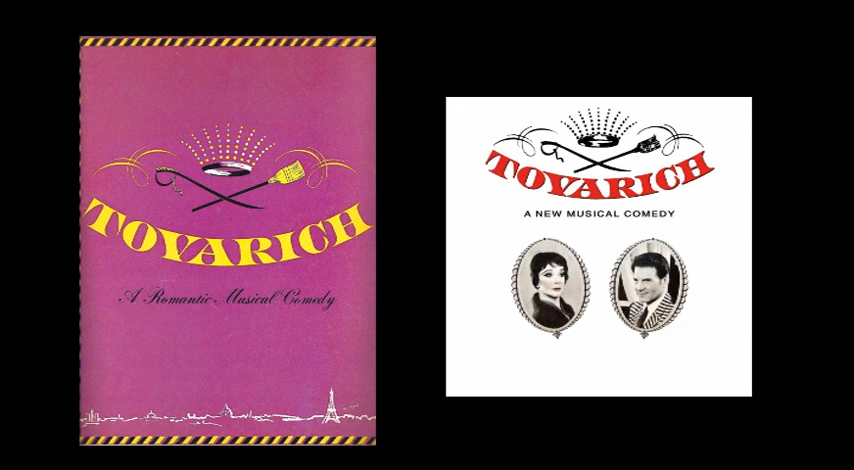 TOVARICH
A Romantic Musical Comedy
TOVARICH
A NEW MUSICAL COMEDY